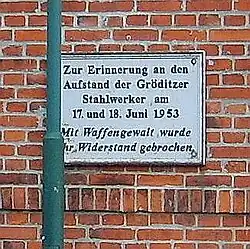 Zur Erinnerung an den
Aufstand der Gröditzer
Stahlwerker am
17. und 18. Juni 1953
Mit Waffengewalt wurde
ihr Widerstand gebrochen